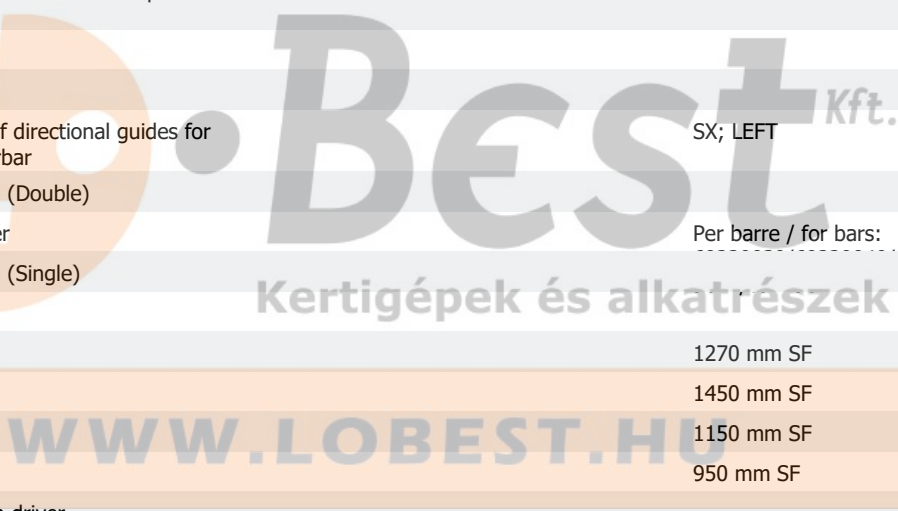 Best Kft.
f directional guides for SX; LEFT
bar
(Double)
er Per barre / for bars:
(Single)
Kertigépek és alkatrészek
1270 mm SF
1450 mm SF
WWW.LOBEST.HU 1150 mm SF
950 mm SF
driver